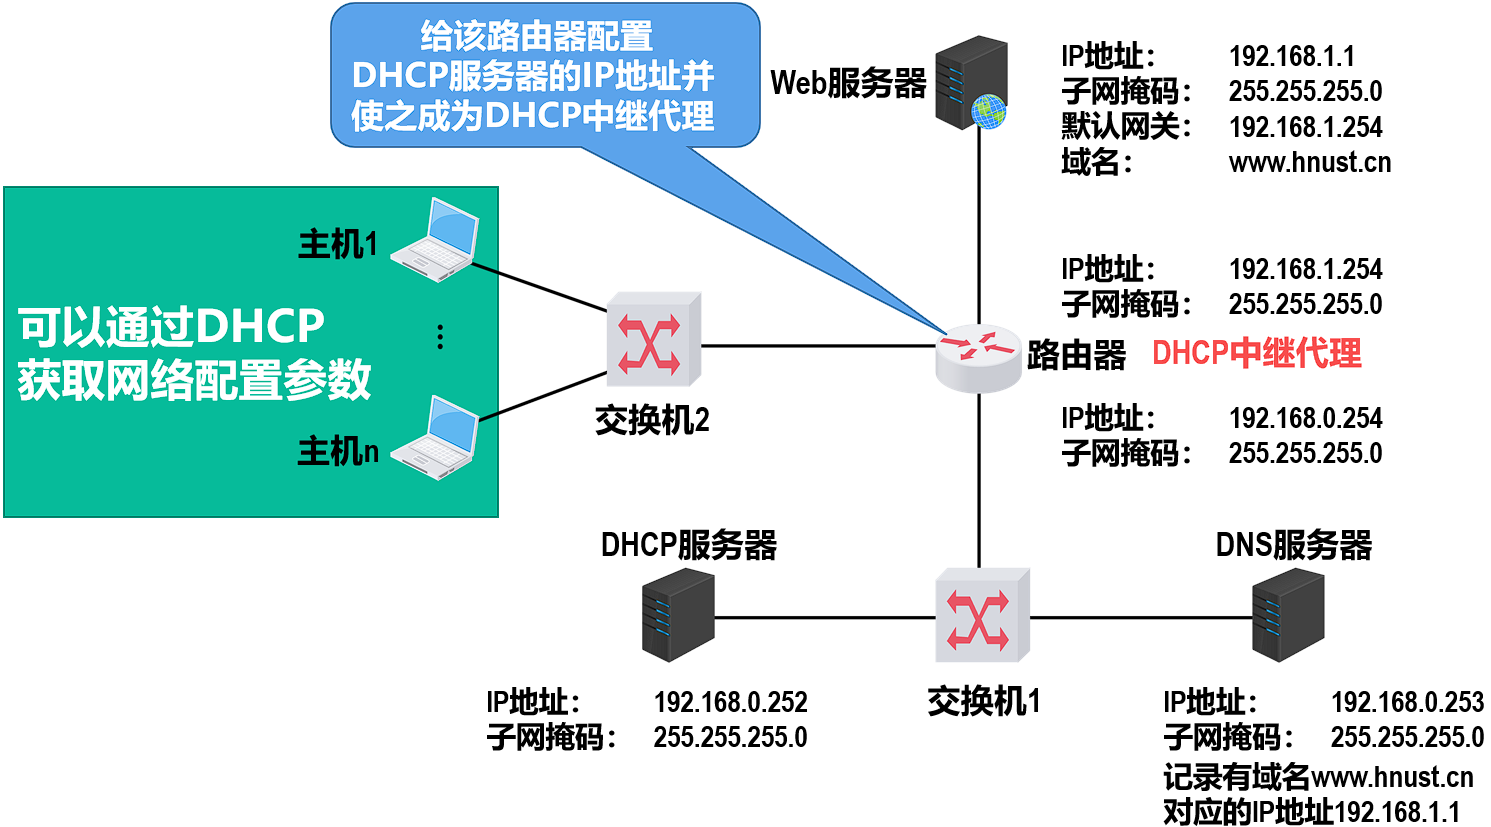 给该路由器配置
DHCP服务器的IP地址并
使之成为DHCP中继代理
Web服务器
IP地址： 192.168.1.1
子网掩码： 255.255.255.0
默认网关： 192.168.1.254
域名： www.hnust.cn
主机1
可以通过DHCP
获取网络配置参数
⋮
主机n
交换机2
IP地址： 192.168.1.254
子网掩码： 255.255.255.0
路由器 DHCP中继代理
IP地址： 192.168.0.254
子网掩码： 255.255.255.0
DHCP服务器
IP地址： 192.168.0.252
子网掩码： 255.255.255.0
交换机1
DNS服务器
IP地址： 192.168.0.253
子网掩码： 255.255.255.0
记录有域名www.hnust.cn
对应的IP地址192.168.1.1